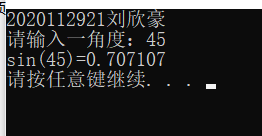 2020112921刘欣豪
请输入一角度：45
sin(45)=0.707107
请按任意键继续. . .